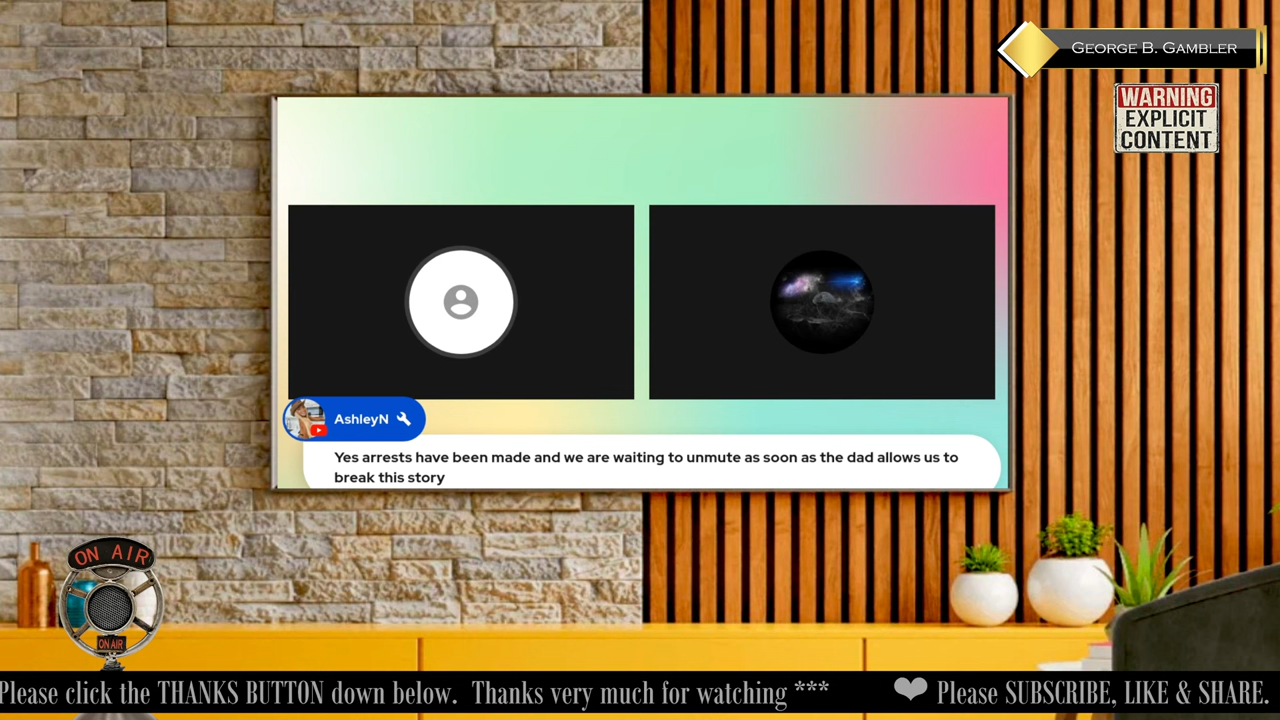 GEORGE B. GAMBLER
WARNING
EXPLICIT
CONTENT
AshleyN
Yes arrests have been made and we are waiting to unmute as soon as the dad allows us to
break this story
ON AIR
ON AIR
Please click the THANKS BUTTON down below. Thanks very much for watching *** ❤ Please SUBSCRIBE, LIKE & SHARE.